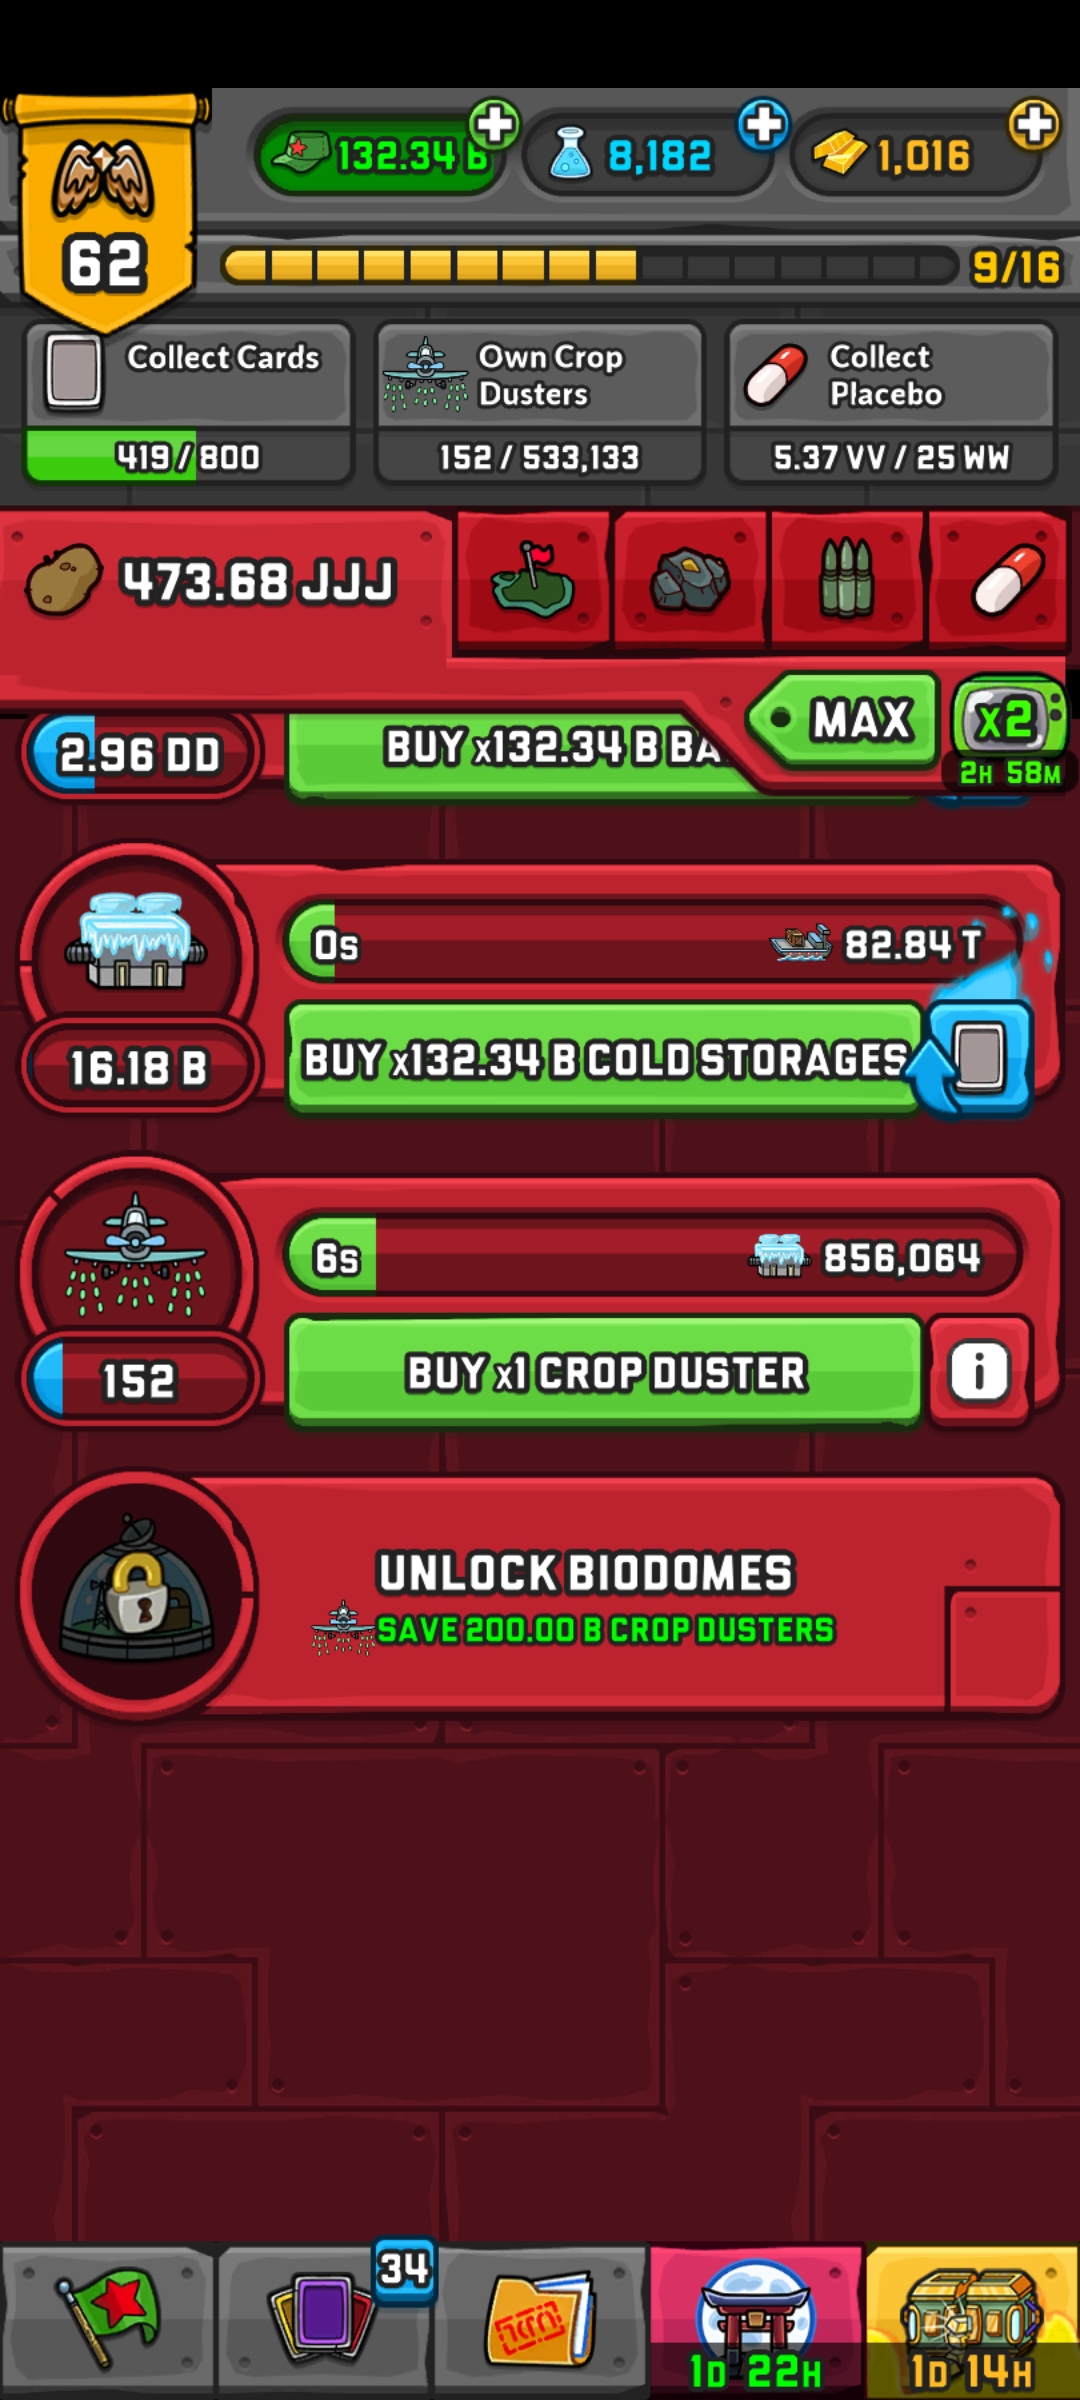 132.34 B
8,182
1,016
62
9/16
Collect Cards
419 / 800
Own Crop
Dusters
152 / 533,133
Collect
Placebo
5.37 VV / 25 WW
473.68 JJJ
MAX
x2
2H 58M
2.96 DD
BUY x132.34 B BA
0s
82.84 T
16.18 B
BUY x132.34 B COLD STORAGES
6s
856,064
152
BUY x1 CROP DUSTER
i
UNLOCK BIODOMES
SAVE 200.00 B CROP DUSTERS
34
1D 22H
1D 14H